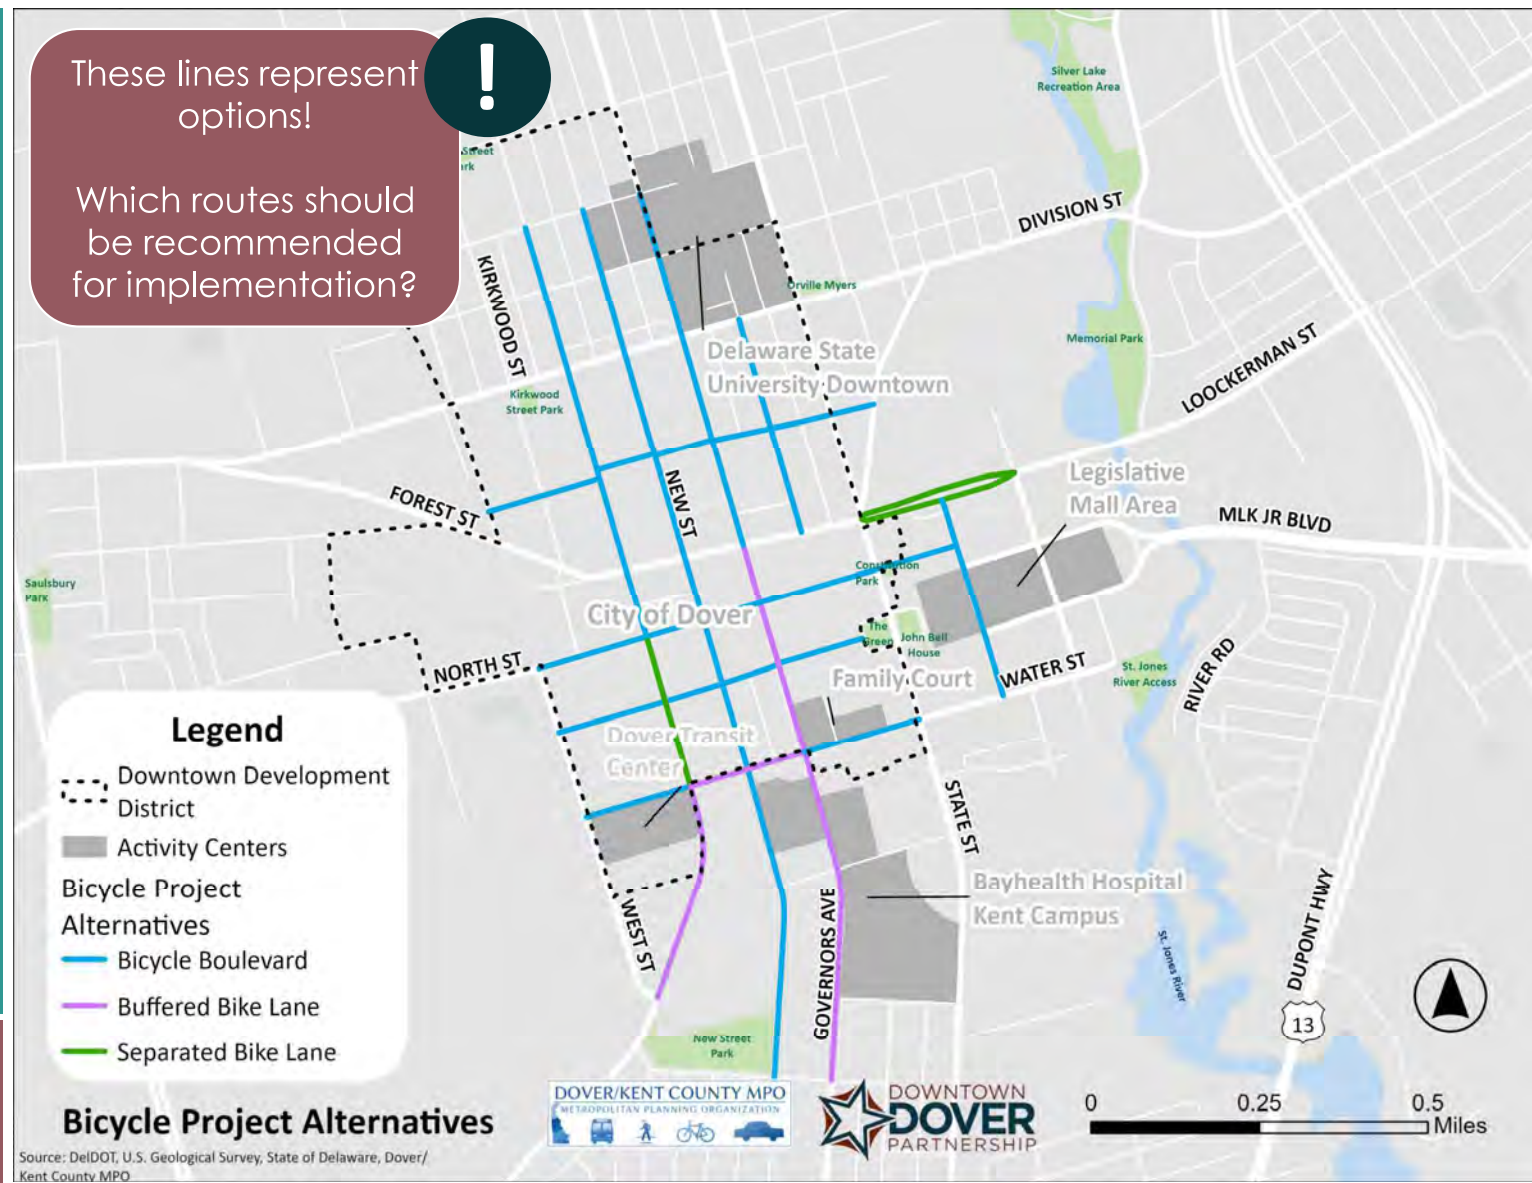 These lines represent
options!
!
Which routes should
be recommended
for implementation?
Silver Lake
Recreation Area
Street
DIVISION ST
KIRKWOOD ST
Orville Myers
Memorial Park
LOOCKERMAN ST
Delaware State
University Downtown
Kirkwood
Street Park
FOREST ST
NEW ST
Legislative
Mall Area
MLK JR BLVD
Saulsbury
Park
Constitution
Park
City of Dover
The
Green
John Bell
House
NORTH ST
WATER ST
St. Jones
River Access
RIVER RD
Family Court
Dover Transit
Center
STATE ST
Bayhealth Hospital
Kent Campus
WEST ST
GOVERNORS AVE
St. Jones River
DUPONT HWY
13
New Street
Park
Legend
Downtown Development
District
Activity Centers
Bicycle Project
Alternatives
Bicycle Boulevard
Buffered Bike Lane
Separated Bike Lane
Bicycle Project Alternatives
Source: DelDOT, U.S. Geological Survey, State of Delaware, Dover/
Kent County MPO
DOVER/KENT COUNTY MPO
METROPOLITAN PLANNING ORGANIZATION
DOWNTOWN
DOVER
PARTNERSHIP
0 0.25 0.5
Miles